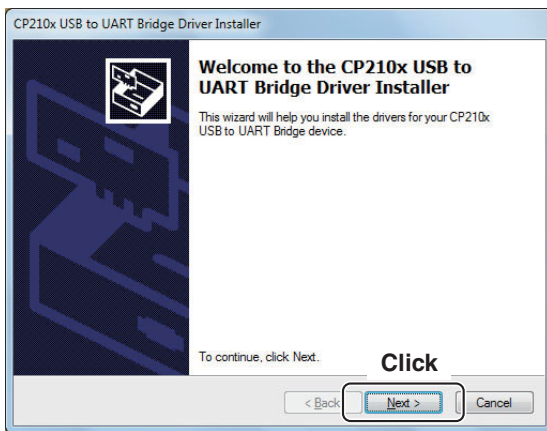 CP210x USB to UART Bridge Driver Installer
Welcome to the CP210x USB to
UART Bridge Driver Installer
This wizard will help you install the drivers for your CP210x
USB to UART Bridge device.
To continue, click Next.
Click
< Back
Next >
Cancel